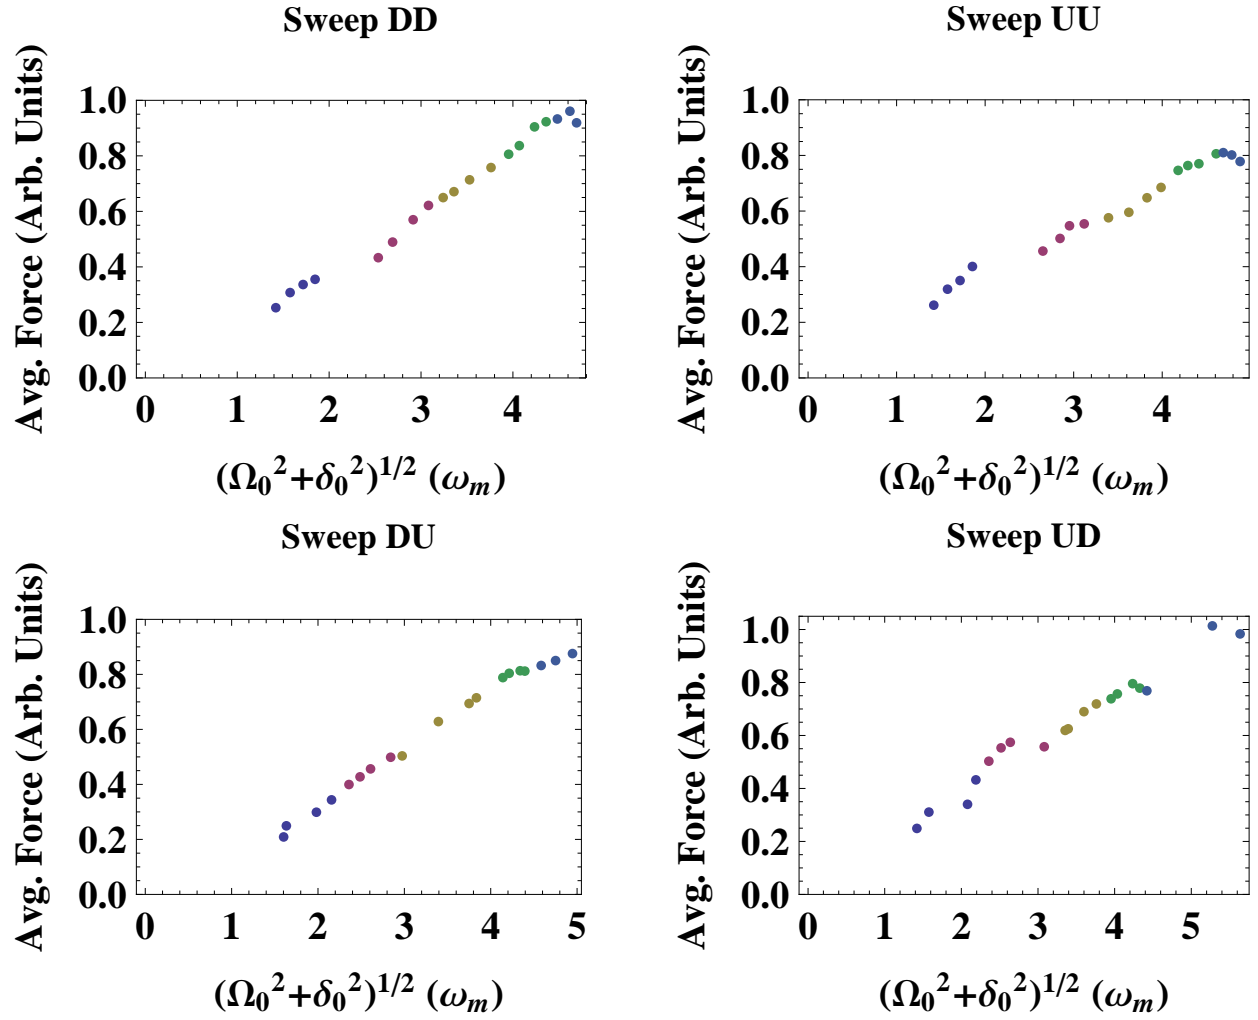 Sweep DD
Avg. Force (Arb. Units)
1.0
0.8
0.6
0.4
0.2
0.0
0 1 2 3 4
(Ω₀²+δ₀²)^1/2 (ωₘ)
Sweep UU
Avg. Force (Arb. Units)
1.0
0.8
0.6
0.4
0.2
0.0
0 1 2 3 4
(Ω₀²+δ₀²)^1/2 (ωₘ)
Sweep DU
Avg. Force (Arb. Units)
1.0
0.8
0.6
0.4
0.2
0.0
0 1 2 3 4 5
(Ω₀²+δ₀²)^1/2 (ωₘ)
Sweep UD
Avg. Force (Arb. Units)
1.0
0.8
0.6
0.4
0.2
0.0
0 1 2 3 4 5
(Ω₀²+δ₀²)^1/2 (ωₘ)